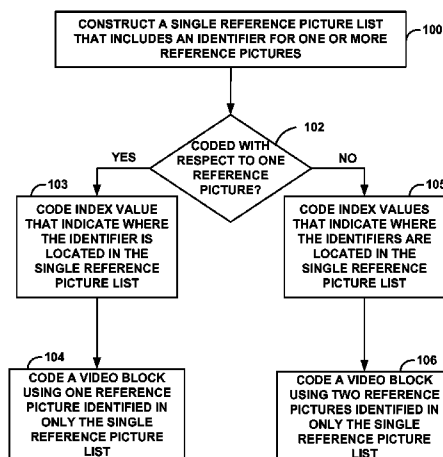 CONSTRUCT A SINGLE REFERENCE PICTURE LIST
THAT INCLUDES AN IDENTIFIER FOR ONE OR MORE
REFERENCE PICTURES
100
102
CODED WITH
RESPECT TO ONE
REFERENCE
PICTURE?
YES
NO
103
CODE INDEX VALUE
THAT INDICATE WHERE
THE IDENTIFIER IS
LOCATED IN THE
SINGLE REFERENCE
PICTURE LIST
105
CODE INDEX VALUES
THAT INDICATE WHERE
THE IDENTIFIERS ARE
LOCATED IN THE
SINGLE REFERENCE
PICTURE LIST
104
CODE A VIDEO BLOCK
USING ONE REFERENCE
PICTURE IDENTIFIED IN
ONLY THE SINGLE
REFERENCE PICTURE
LIST
106
CODE A VIDEO BLOCK
USING TWO REFERENCE
PICTURES IDENTIFIED IN
ONLY THE SINGLE
REFERENCE PICTURE
LIST